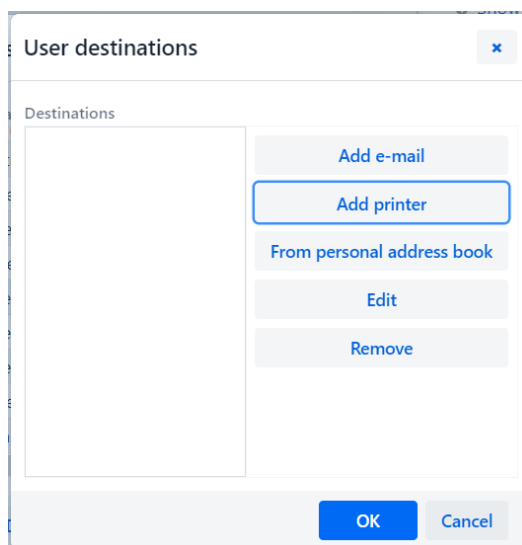 User destinations
×
Destinations
Add e-mail
Add printer
From personal address book
Edit
Remove
OK
Cancel